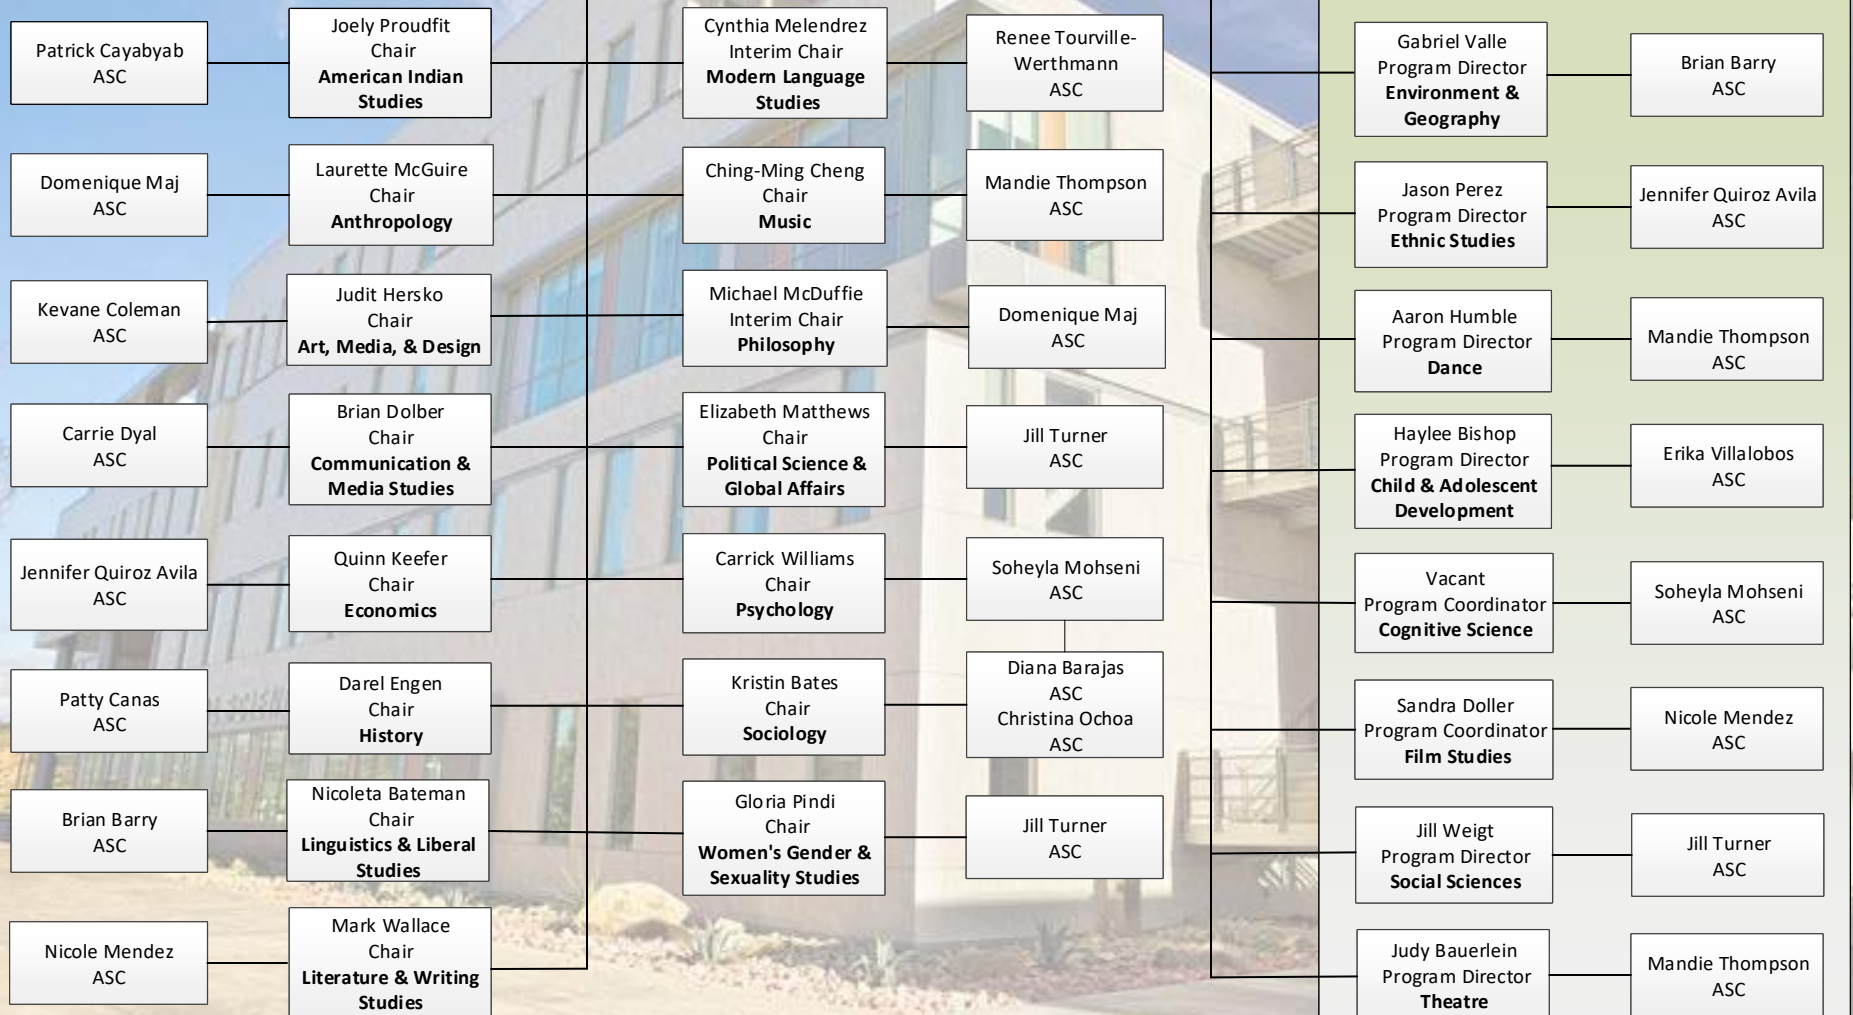 Patrick Cayabyab
ASC
Joely Proudfit
Chair
American Indian
Studies
Cynthia Melendrez
Interim Chair
Modern Language
Studies
Renee Tourville-
Werthmann
ASC
Gabriel Valle
Program Director
Environment &
Geography
Brian Barry
ASC
Domenique Maj
ASC
Laurette McGuire
Chair
Anthropology
Ching-Ming Cheng
Chair
Music
Mandie Thompson
ASC
Jason Perez
Program Director
Ethnic Studies
Jennifer Quiroz Avila
ASC
Kevane Coleman
ASC
Judit Hersko
Chair
Art, Media, & Design
Michael McDuffie
Interim Chair
Philosophy
Domenique Maj
ASC
Aaron Humble
Program Director
Dance
Mandie Thompson
ASC
Carrie Dyal
ASC
Brian Dolber
Chair
Communication &
Media Studies
Elizabeth Matthews
Chair
Political Science &
Global Affairs
Jill Turner
ASC
Haylee Bishop
Program Director
Child & Adolescent
Development
Erika Villalobos
ASC
Jennifer Quiroz Avila
ASC
Quinn Keefer
Chair
Economics
Carrick Williams
Chair
Psychology
Soheyla Mohseni
ASC
Vacant
Program Coordinator
Cognitive Science
Soheyla Mohseni
ASC
Patty Canas
ASC
Darel Engen
Chair
History
Kristin Bates
Chair
Sociology
Diana Barajas
ASC
Christina Ochoa
ASC
Sandra Doller
Program Coordinator
Film Studies
Nicole Mendez
ASC
Brian Barry
ASC
Nicoleta Bateman
Chair
Linguistics & Liberal
Studies
Gloria Pindi
Chair
Women's Gender &
Sexuality Studies
Jill Turner
ASC
Jill Weigt
Program Director
Social Sciences
Jill Turner
ASC
Nicole Mendez
ASC
Mark Wallace
Chair
Literature & Writing
Studies
Judy Bauerlein
Program Director
Theatre
Mandie Thompson
ASC